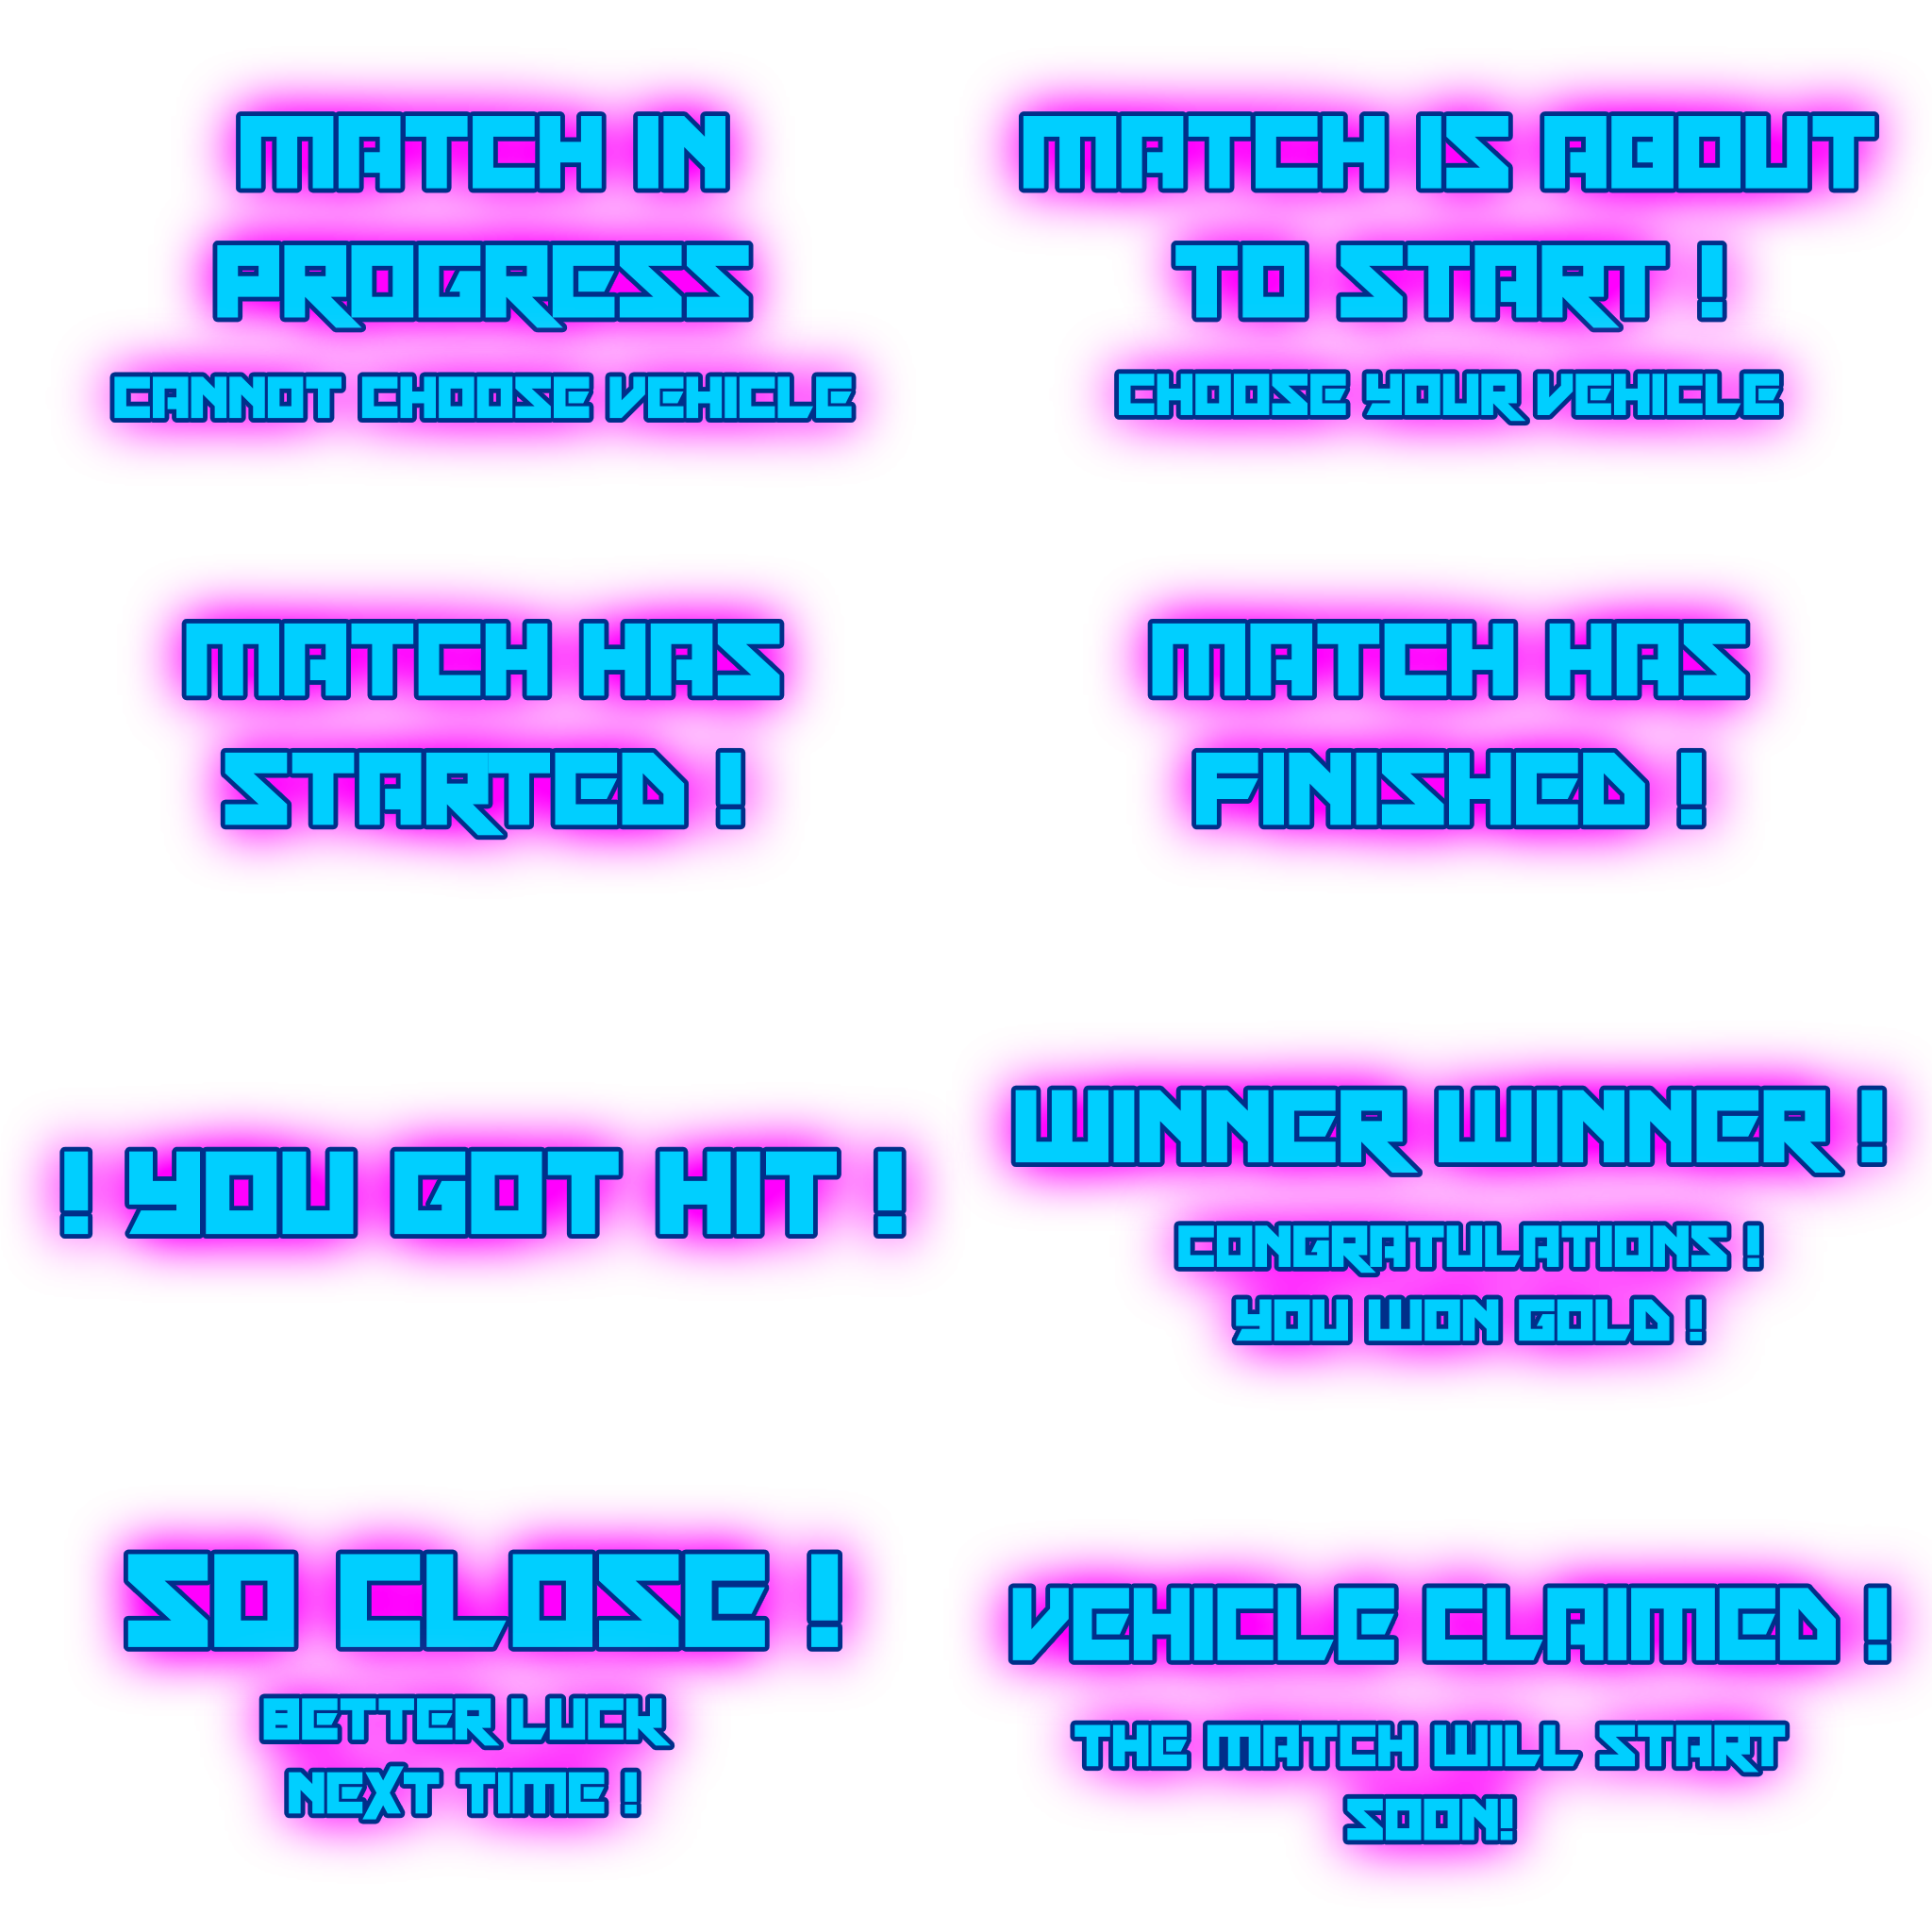 MATCH IN
PROGRESS
CANNOT CHOOSE VEHICLE
MATCH IS ABOUT
TO START !
CHOOSE YOUR VEHICLE
MATCH HAS
STARTED !
MATCH HAS
FINISHED !
! YOU GOT HIT !
WINNER WINNER !
CONGRATULATIONS !
YOU WON GOLD !
SO CLOSE !
BETTER LUCK
NEXT TIME !
VEHICLE CLAIMED !
THE MATCH WILL START
SOON!